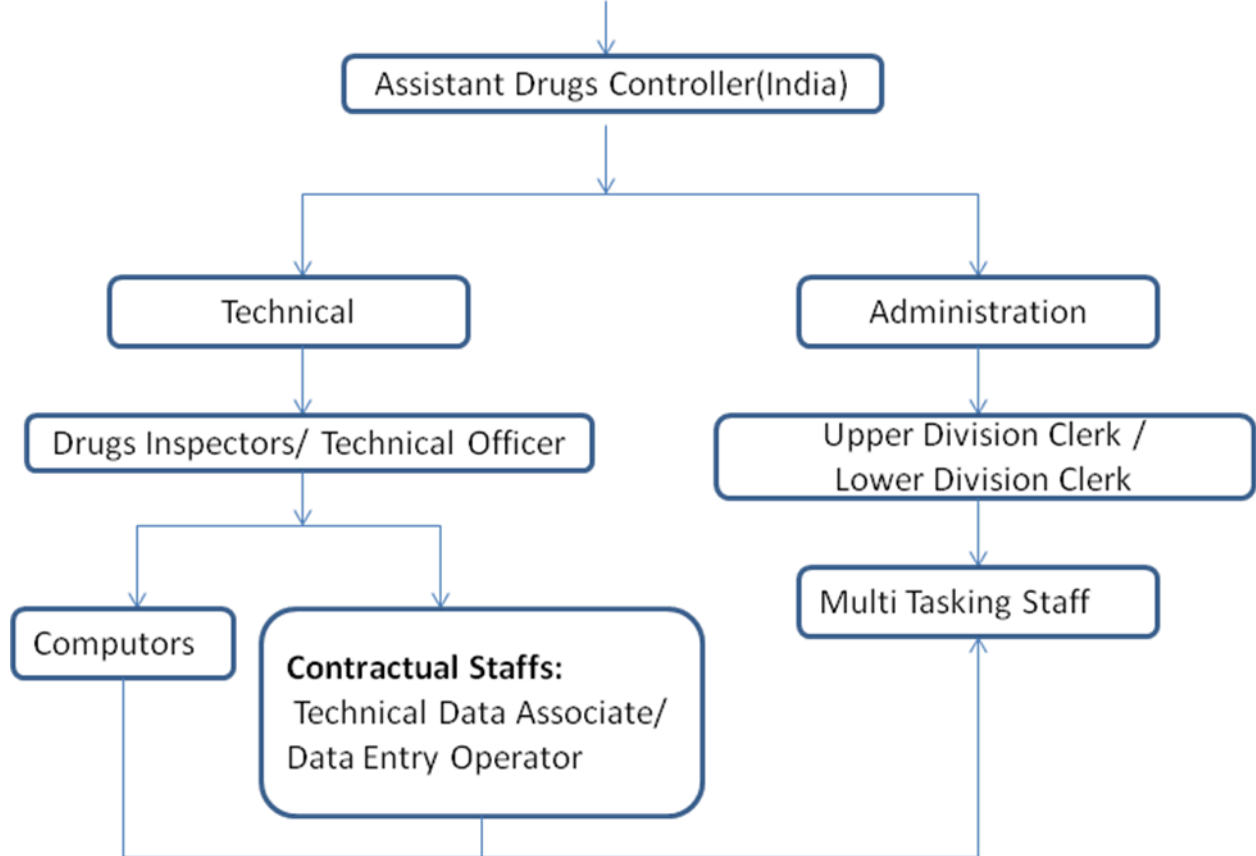 Assistant Drugs Controller(India)
Technical
Administration
Drugs Inspectors/ Technical Officer
Upper Division Clerk /
Lower Division Clerk
Computors
Contractual Staffs:
Technical Data Associate/
Data Entry Operator
Multi Tasking Staff